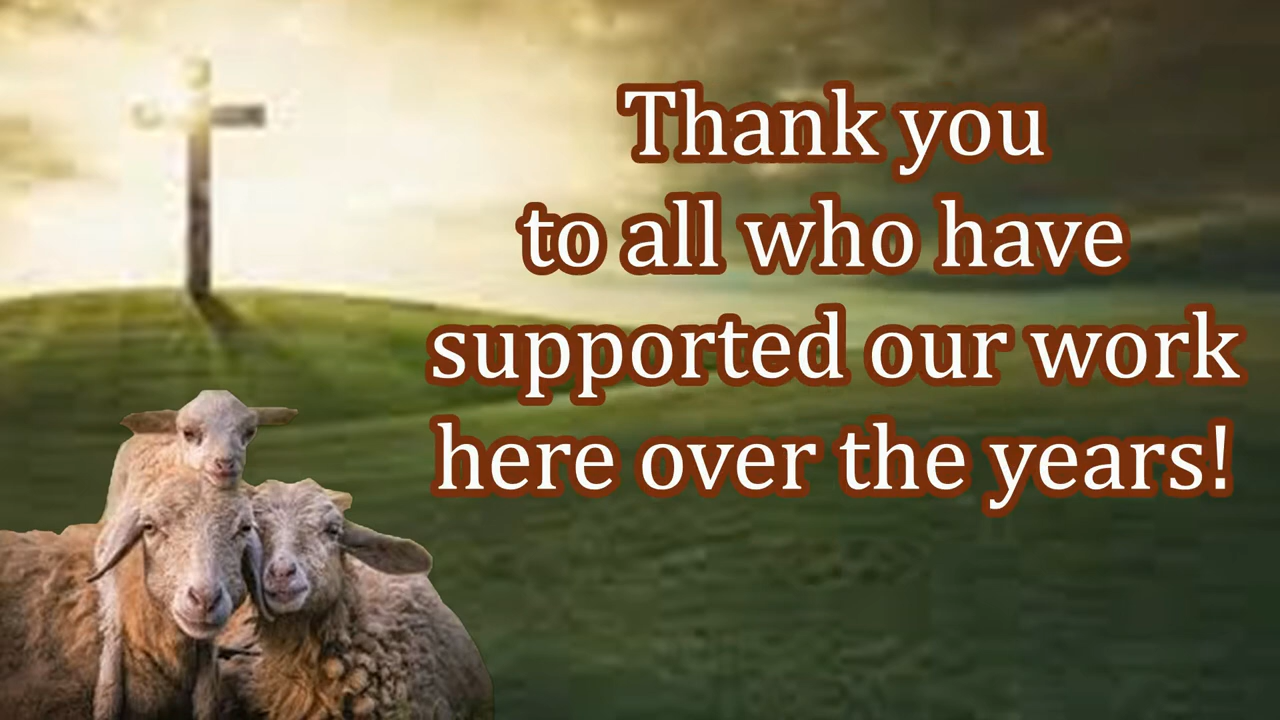 Thank you
to all who have
supported our work
here over the years!